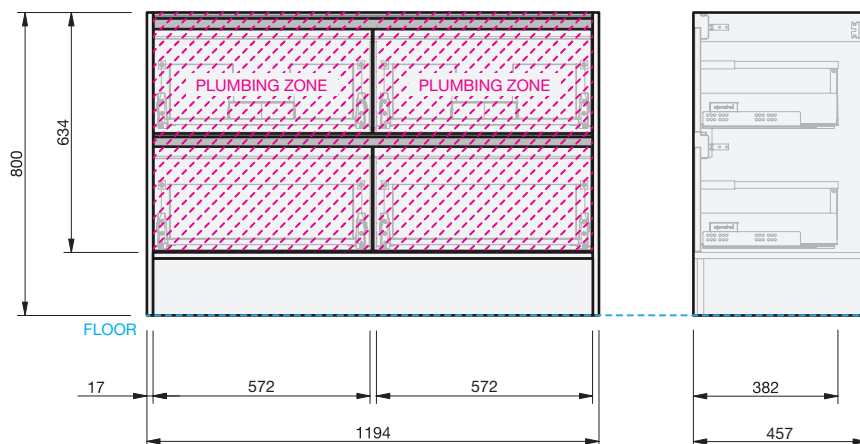 800
634
PLUMBING ZONE
PLUMBING ZONE
FLOOR
17
572
572
382
1194
457